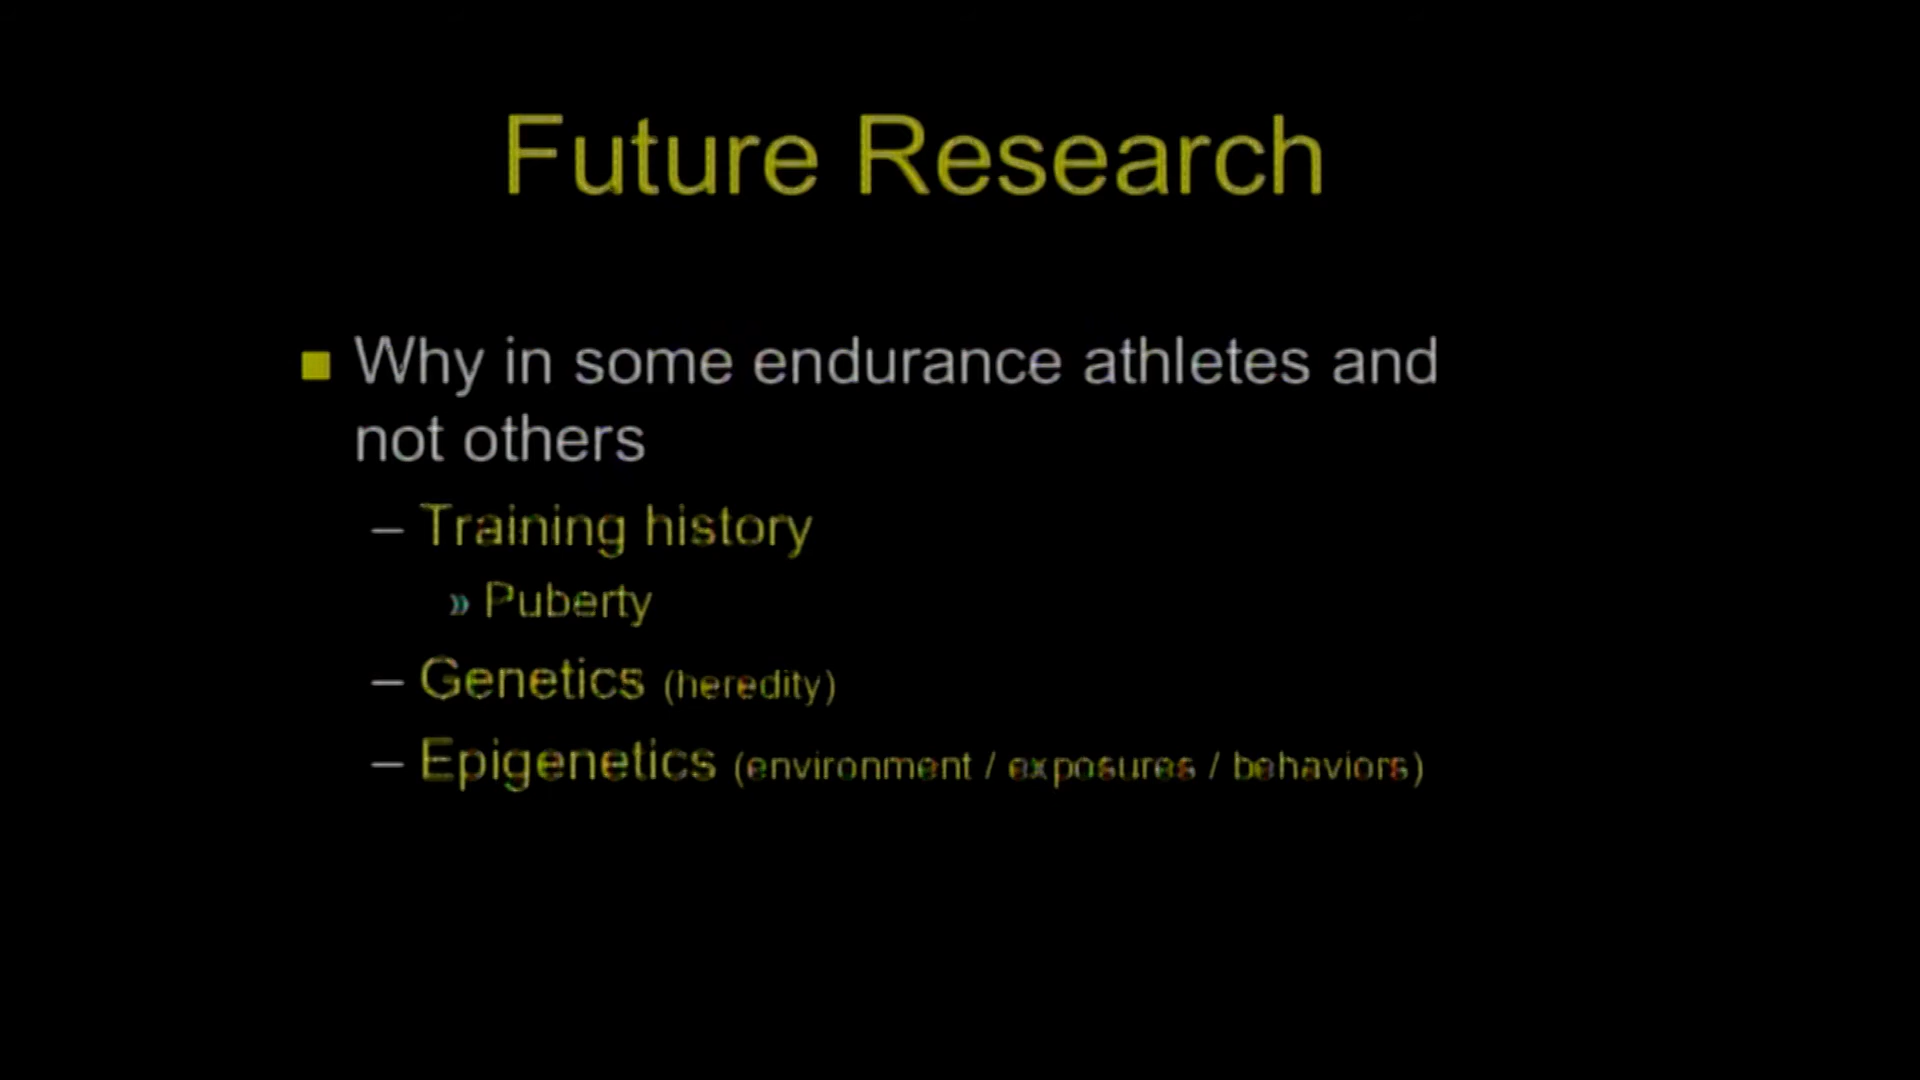 Future Research
Why in some endurance athletes and
not others
– Training history
» Puberty
– Genetics (heredity)
– Epigenetics (environment / exposures / behaviors)